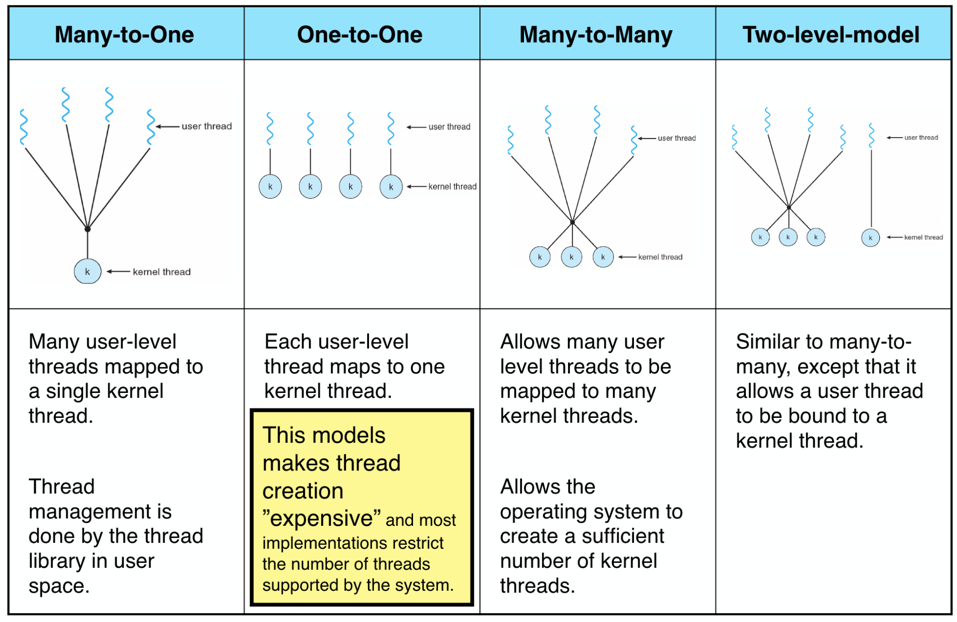 Many-to-One
One-to-One
Many-to-Many
Two-level-model
user thread
kernel thread
k
user thread
kernel thread
k
k
k
k
user thread
kernel thread
k
k
k
user thread
kernel thread
k
k
k
k
Many user-level
threads mapped to
a single kernel
thread.
Thread
management is
done by the thread
library in user
space.
Each user-level
thread maps to one
kernel thread.
This models
makes thread
creation
”expensive” and most
implementations restrict
the number of threads
supported by the system.
Allows many user
level threads to be
mapped to many
kernel threads.
Allows the
operating system to
create a sufficient
number of kernel
threads.
Similar to many-to-
many, except that it
allows a user thread
to be bound to a
kernel thread.